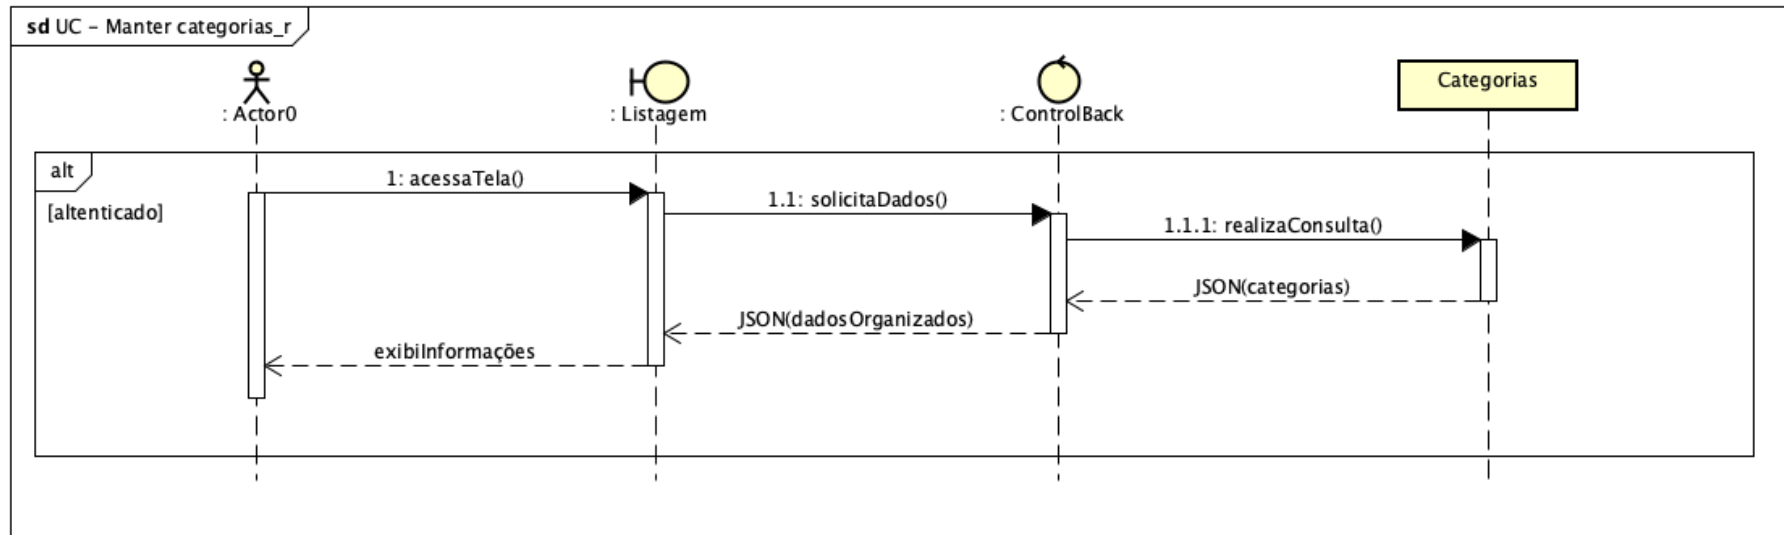 sd UC - Manter categorias_r
: Actor0
: Listagem
: ControlBack
Categorias
alt
[altenticado]
1: acessaTela()
1.1: solicitaDados()
1.1.1: realizaConsulta()
JSON(categorias)
JSON(dadosOrganizados)
exibiInformações